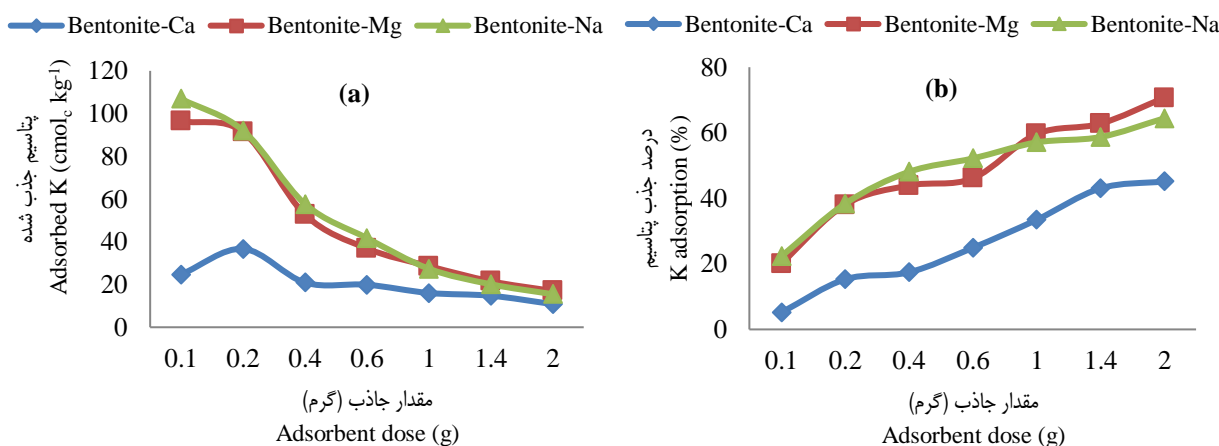 Bentonite-Ca Bentonite-Mg Bentonite-Na
(a)
پتاسیم جذب شده
Adsorbed K (cmolc kg-1)
120
100
80
60
40
20
0
0.1 0.2 0.4 0.6 1 1.4 2
مقدار جاذب (گرم)
Adsorbent dose (g)
Bentonite-Ca Bentonite-Mg Bentonite-Na
(b)
درصد جذب پتاسیم
K adsorption (%)
80
60
40
20
0
0.1 0.2 0.4 0.6 1 1.4 2
مقدار جاذب (گرم)
Adsorbent dose (g)